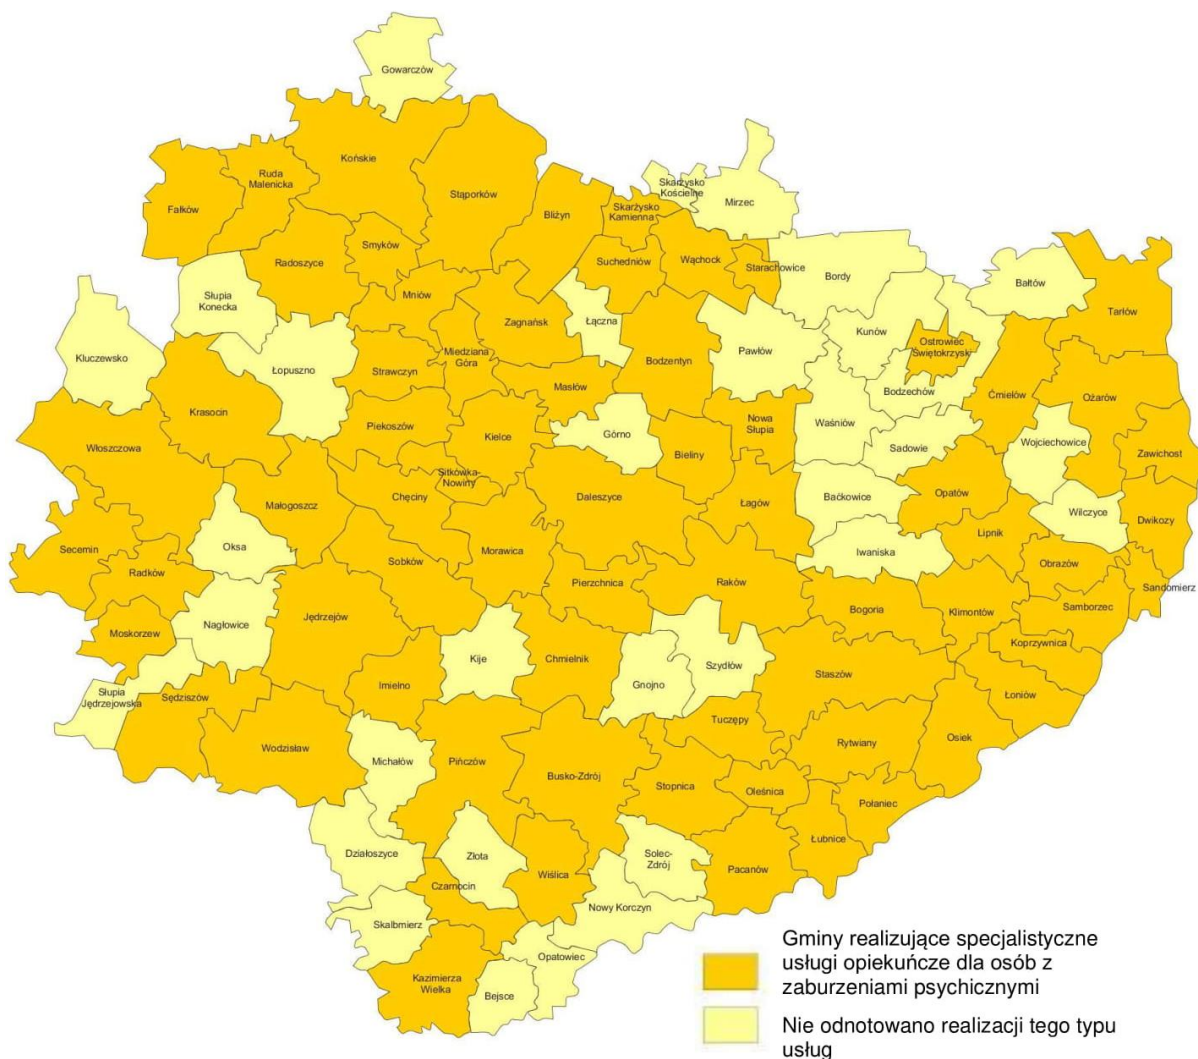 Gowarczów
Końskie
Ruda
Malenicka
Stąporków
Fałków
Skarżysko
Kościelne
Mirzec
Skarżysko
Kamienna
Bliżyn
Smyków
Radoszyce
Suchedniów
Wąchock
Starachowice
Bordy
Bałtów
Słupia
Konecka
Mniów
Zagnańsk
Łączna
Tarłów
Kluczewsko
Łopuszno
Strawczyn
Miedziana
Góra
Bodzentyn
Pawłów
Kunów
Ostrowiec
Świętokrzyski
Masłów
Bodzechów
Ćmielów
Ożarów
Krasocin
Piekoszów
Kielce
Górno
Nowa
Słupia
Waśniów
Sadowie
Wojciechowice
Zawichost
Włoszczowa
Bieliny
Sitkówka-
Nowiny
Chęciny
Daleszyce
Małogoszcz
Łagów
Baćkowice
Opatów
Wilczyce
Dwikozy
Oksa
Secemin
Morawica
Lipnik
Iwaniska
Radków
Sobków
Pierzchnica
Raków
Obrazów
Sandomierz
Bogoria
Klimontów
Samborzec
Jędrzejów
Nagłowice
Moskorzew
Koprzywnica
Kije
Chmielnik
Szydłów
Staszów
Imielno
Gnojno
Słupia
Jędrzejowska
Sędziszów
Łoniów
Osiek
Tuczępy
Rytwiany
Wodzisław
Michałów
Pińczów
Busko-Zdrój
Stopnica
Oleśnica
Połaniec
Łubnice
Działoszyce
Złota
Solec-
Zdrój
Wiślica
Pacanów
Czarnocin
Nowy Korczyn
Skalbmierz
Opatowiec
Kazimierza
Wielka
Bejsce
Gminy realizujące specjalistyczne
usługi opiekuńcze dla osób z
zaburzeniami psychicznymi
Nie odnotowano realizacji tego typu
usług